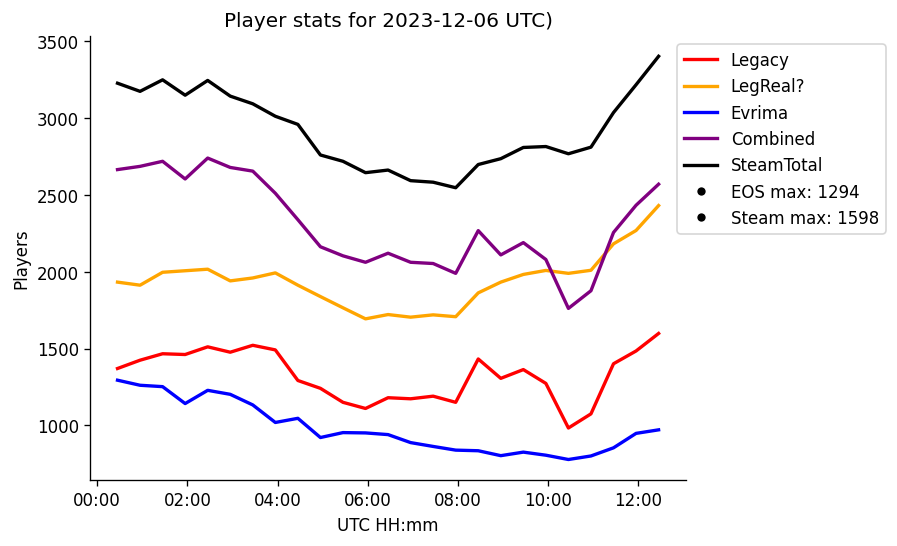 Player stats for 2023-12-06 UTC)
3500
3000
2500
2000
1500
1000
Players
00:00 02:00 04:00 06:00 08:00 10:00 12:00
UTC HH:mm
Legacy
LegReal?
Evrima
Combined
SteamTotal
EOS max: 1294
Steam max: 1598